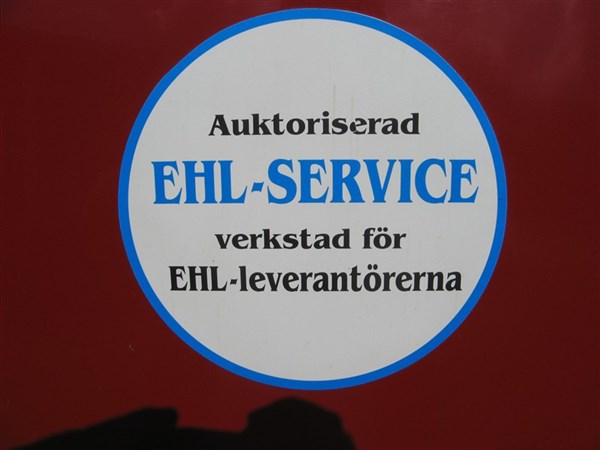 Auktoriserad
EHL-SERVICE
verkstad för
EHL-leverantörerna